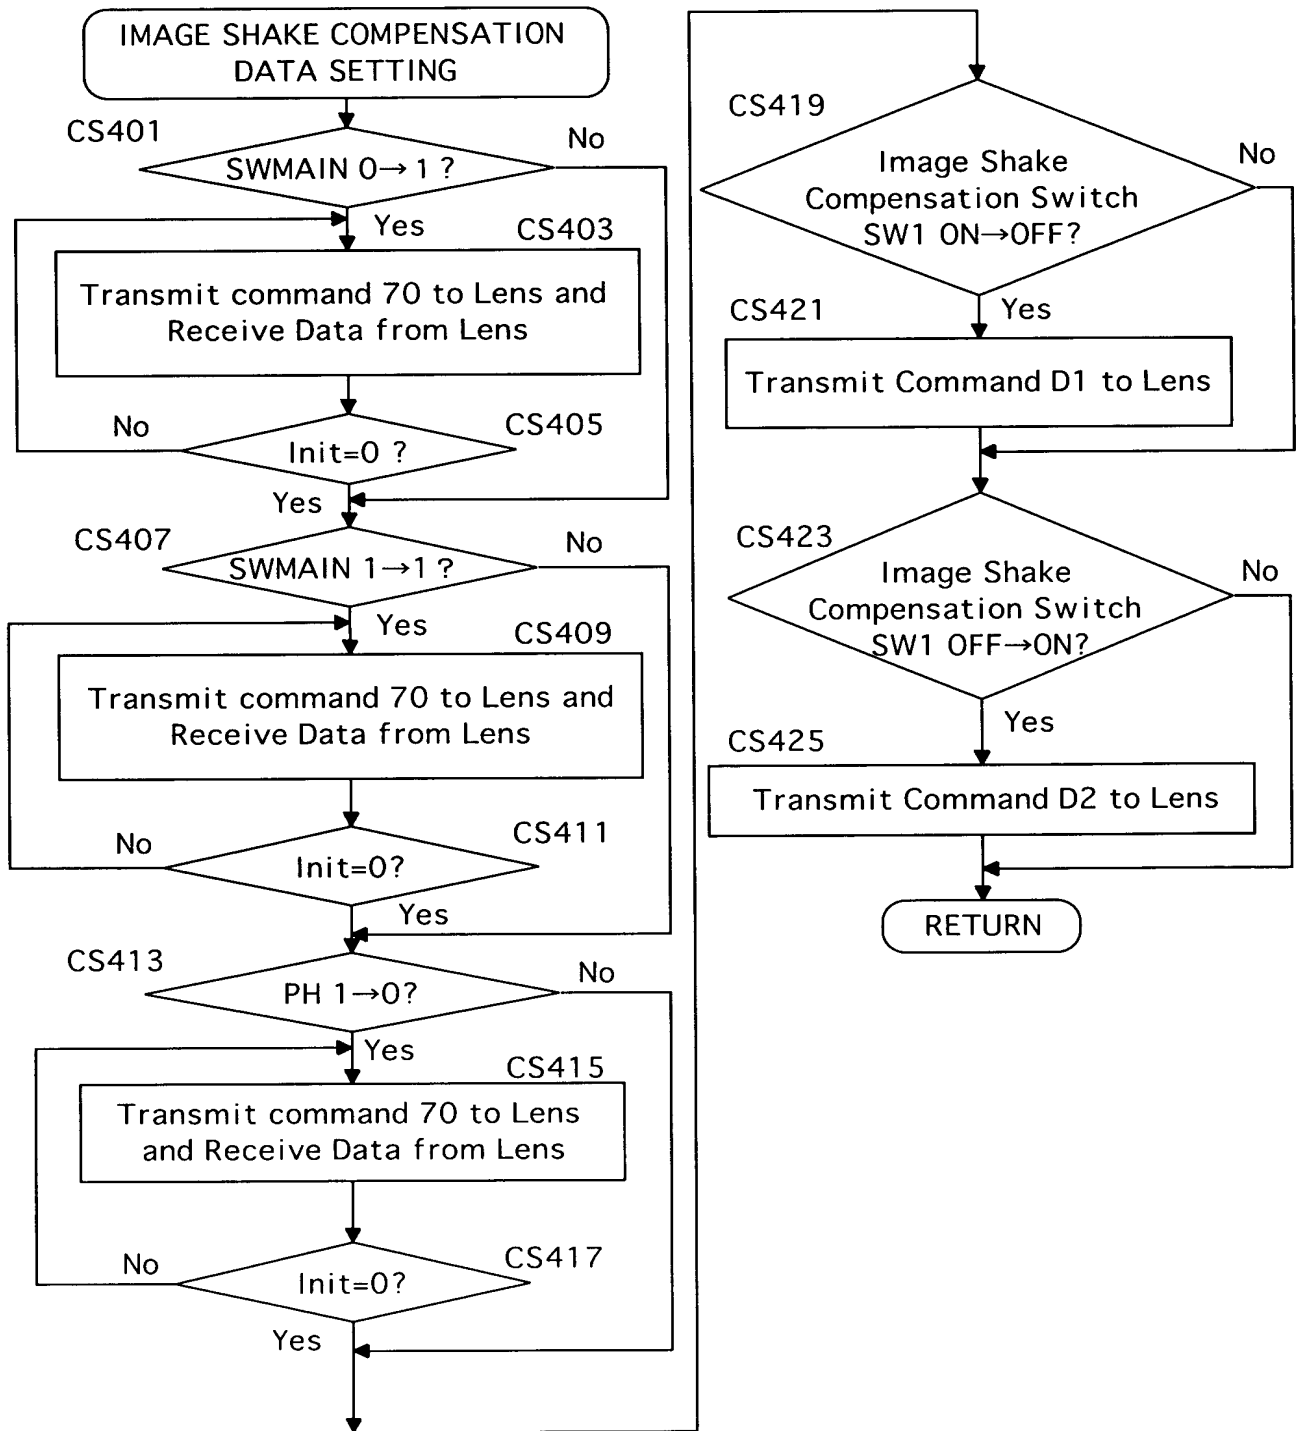 IMAGE SHAKE COMPENSATION
DATA SETTING
CS401
SWMAIN 0→1 ?
No
Yes
CS403
Transmit command 70 to Lens and
Receive Data from Lens
CS405
No
Init=0 ?
Yes
CS407
SWMAIN 1→1 ?
No
Yes
CS409
Transmit command 70 to Lens and
Receive Data from Lens
CS411
No
Init=0?
Yes
CS413
PH 1→0?
No
Yes
CS415
Transmit command 70 to Lens
and Receive Data from Lens
CS417
No
Init=0?
Yes
CS419
Image Shake
Compensation Switch
SW1 ON→OFF?
No
Yes
CS421
Transmit Command D1 to Lens
CS423
Image Shake
Compensation Switch
SW1 OFF→ON?
No
Yes
CS425
Transmit Command D2 to Lens
RETURN